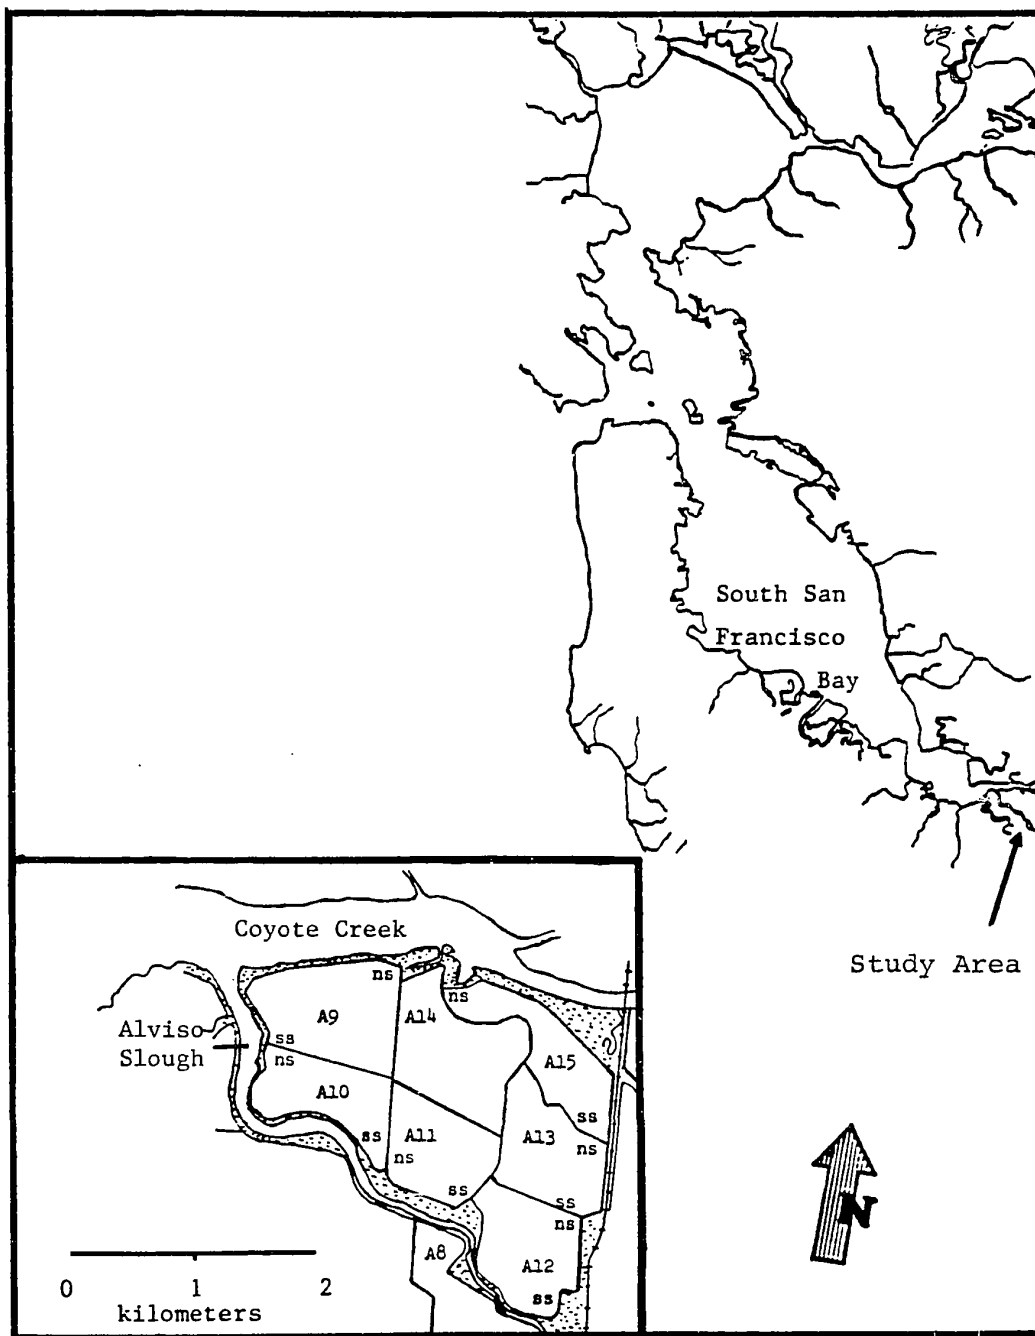 South San
Francisco
Bay
Study Area
N
Coyote Creek
ns
A9
A14
ns
Alviso
Slough
ss
ns
A15
A10
ss
ss
A11
A13
ns
ns
ss
ss
ns
A8
A12
ss
0 1 2
kilometers